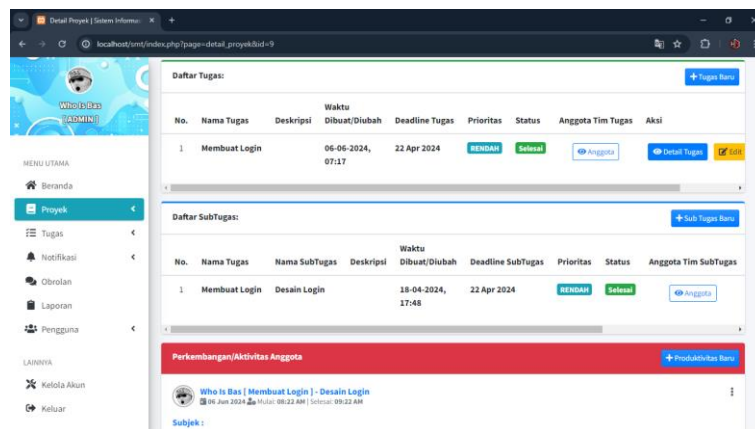 Detail Proyek | Sistem Informas
localhost/smt/index.php?page=detail_proyek&id=9
Who Is Bas
[ADMIN]
MENU UTAMA
Beranda
Proyek
Tugas
Notifikasi
Obrolan
Laporan
Pengguna
LAINNYA
Kelola Akun
Keluar
Daftar Tugas:
+ Tugas Baru
No. Nama Tugas Deskripsi Waktu Dibuat/Diubah Deadline Tugas Prioritas Status Anggota Tim Tugas Aksi
1 Membuat Login 06-06-2024, 07:17 22 Apr 2024 RENDAH Selesai Anggota Detail Tugas Edit
Daftar SubTugas:
+ Sub Tugas Baru
No. Nama Tugas Nama SubTugas Deskripsi Waktu Dibuat/Diubah Deadline SubTugas Prioritas Status Anggota Tim SubTugas
1 Membuat Login Desain Login 18-04-2024, 17:48 22 Apr 2024 RENDAH Selesai Anggota
Perkembangan/Aktivitas Anggota
+ Produktivitas Baru
Who Is Bas [ Membuat Login ] - Desain Login
06 Jun 2024 Mulai: 08:22 AM | Selesai: 09:22 AM
Subjek :